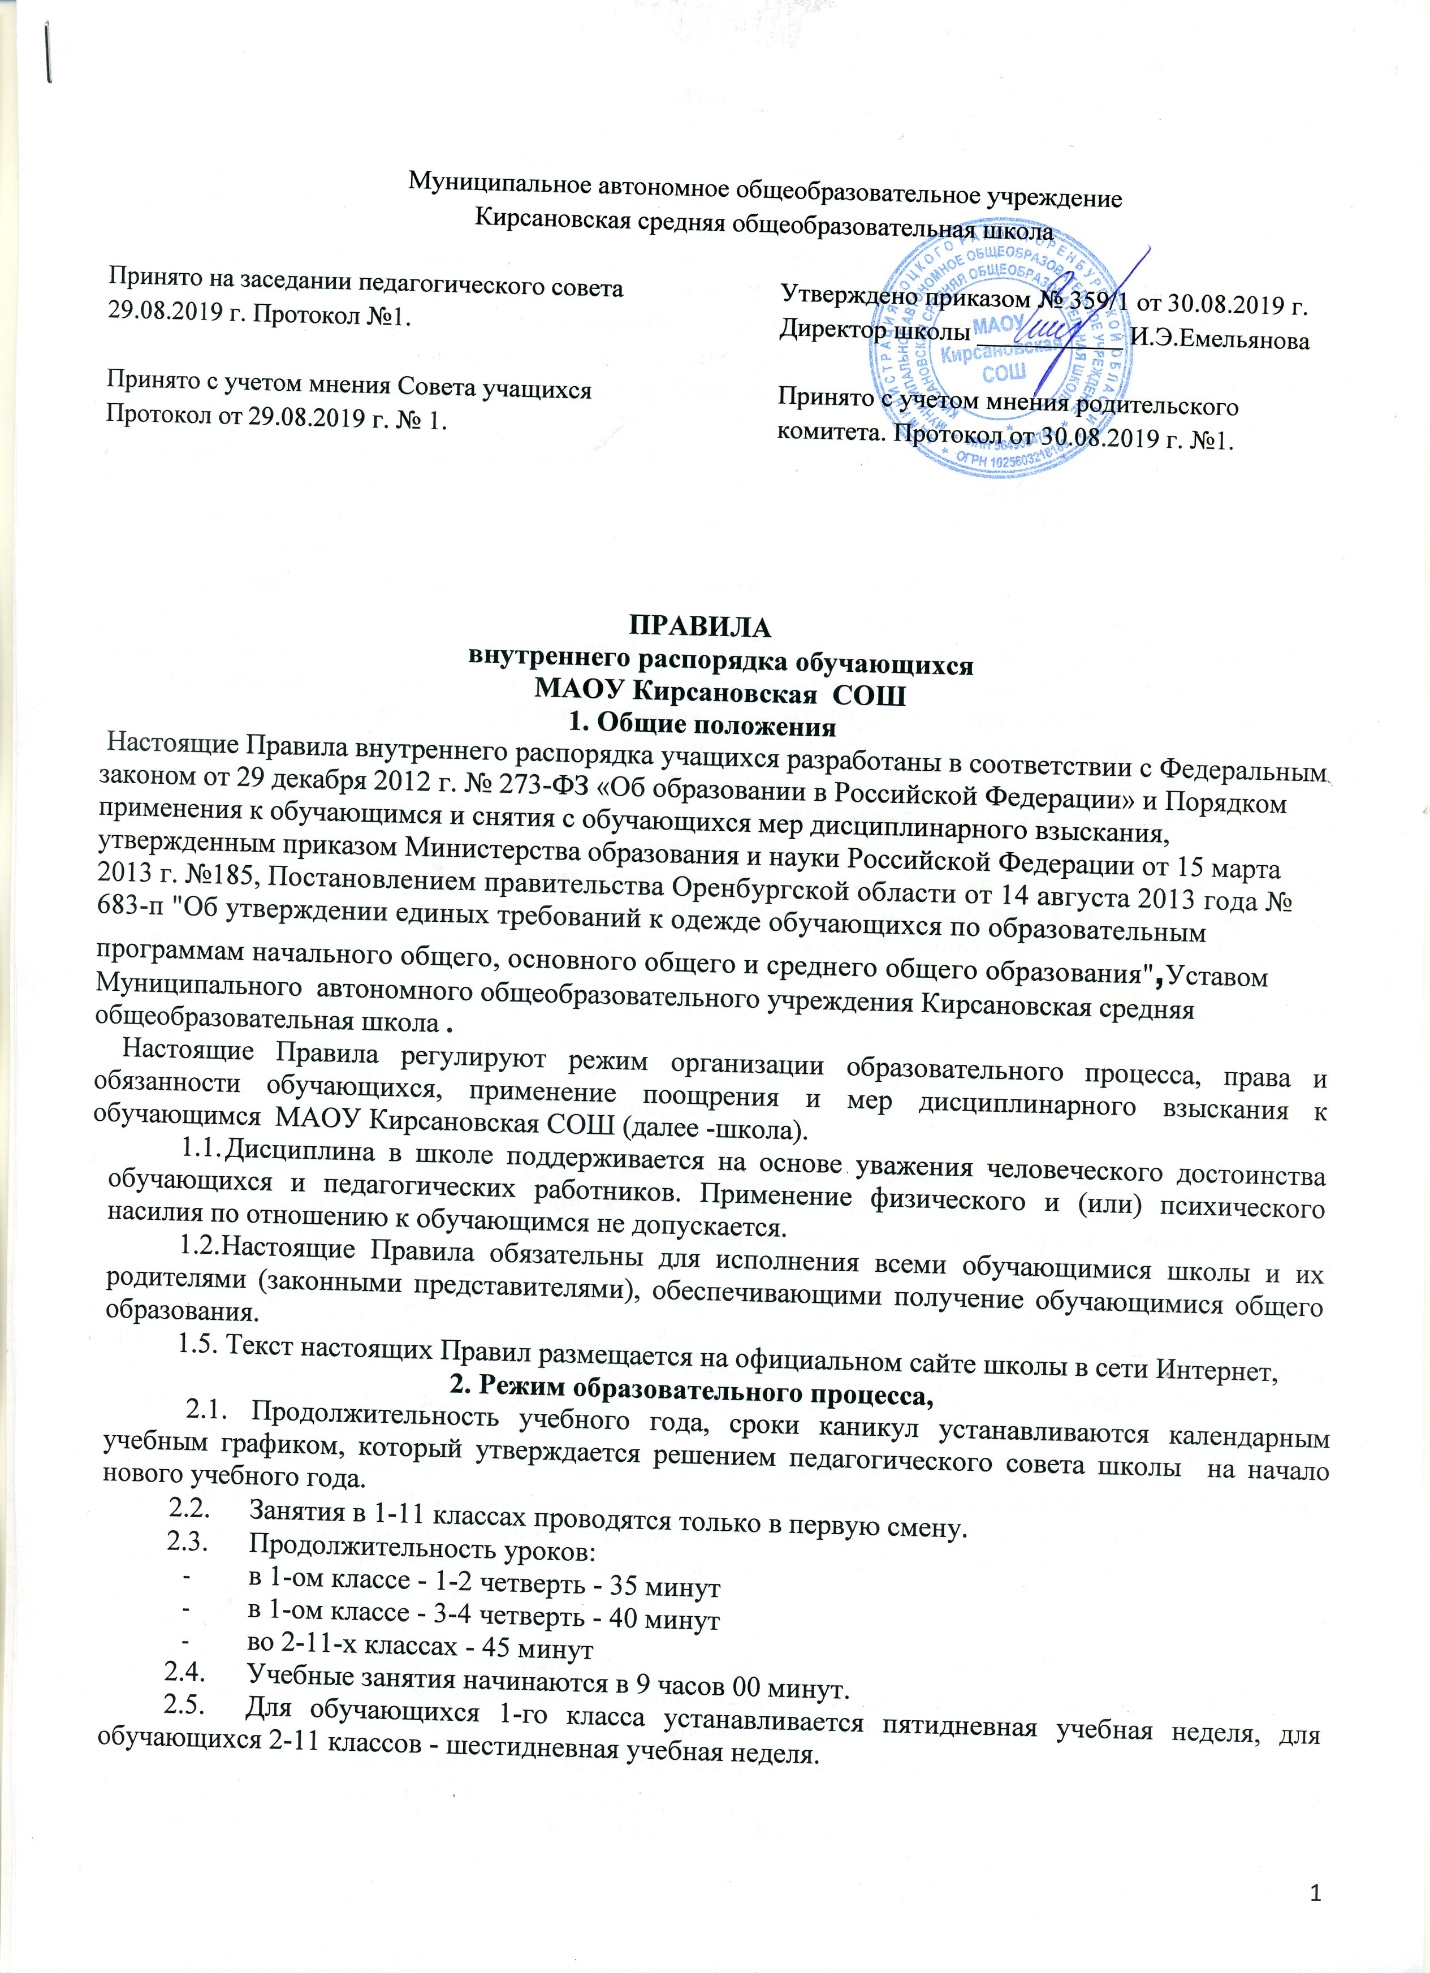 Муниципальное автономное общеобразовательное учреждение
Кирсановская средняя общеобразовательная школа
Принято на заседании педагогического совета
29.08.2019 г. Протокол №1.
Утверждено приказом № 359/1 от 30.08.2019 г.
Директор школы ___________ И.Э.Емельянова
Принято с учетом мнения Совета учащихся
Протокол от 29.08.2019 г. № 1.
Принято с учетом мнения родительского
комитета. Протокол от 30.08.2019 г. №1.
МАОУ
Кирсановская
СОШ
ПРАВИЛА
внутреннего распорядка обучающихся
МАОУ Кирсановская  СОШ
1. Общие положения
Настоящие Правила внутреннего распорядка учащихся разработаны в соответствии с Федеральным
законом от 29 декабря 2012 г. № 273-ФЗ «Об образовании в Российской Федерации» и Порядком
применения к обучающимся и снятия с обучающихся мер дисциплинарного взыскания,
утвержденным приказом Министерства образования и науки Российской Федерации от 15 марта
2013 г. №185, Постановлением правительства Оренбургской области от 14 августа 2013 года №
683-п "Об утверждении единых требований к одежде обучающихся по образовательным
программам начального общего, основного общего и среднего общего образования",Уставом
Муниципального  автономного общеобразовательного учреждения Кирсановская средняя
общеобразовательная школа .
Настоящие Правила регулируют режим организации образовательного процесса, права и
обязанности обучающихся, применение поощрения и мер дисциплинарного взыскания к
обучающимся  МАОУ Кирсановская СОШ (далее -школа).
1.1.Дисциплина в школе поддерживается на основе уважения человеческого достоинства
обучающихся и педагогических работников. Применение физического и (или) психического
насилия по отношению к обучающимся не допускается.
1.2.Настоящие Правила обязательны для исполнения всеми обучающимися школы и их
родителями (законными представителями), обеспечивающими получение обучающимися общего
образования.
1.5. Текст настоящих Правил размещается на официальном сайте школы в сети Интернет,
2. Режим образовательного процесса,
2.1. Продолжительность учебного года, сроки каникул устанавливаются календарным
учебным графиком, который утверждается решением педагогического совета школы  на начало
нового учебного года.
2.2. Занятия в 1-11 классах проводятся только в первую смену.
2.3. Продолжительность уроков:
- в 1-ом классе - 1-2 четверть - 35 минут
- в 1-ом классе - 3-4 четверть - 40 минут
- во 2-11-х классах - 45 минут
2.4. Учебные занятия начинаются в 9 часов 00 минут.
2.5. Для обучающихся 1-го класса устанавливается пятидневная учебная неделя, для
обучающихся 2-11 классов - шестидневная учебная неделя.
1